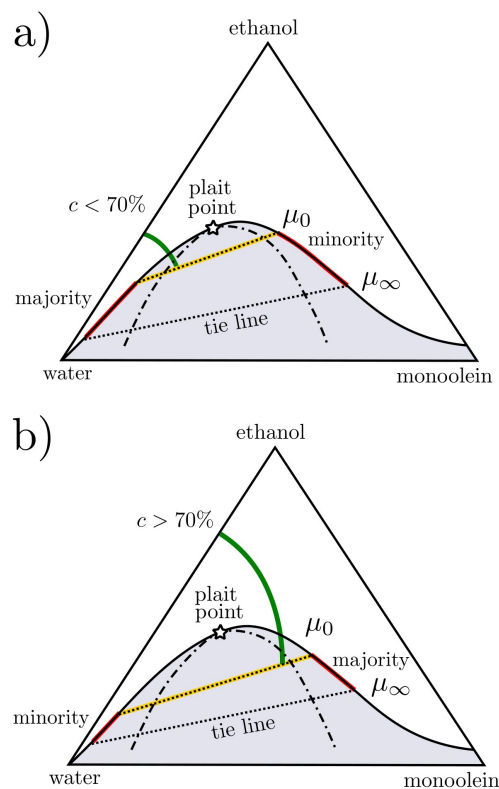 a)
ethanol
c < 70%
plait
point
μ₀
minority
majority
μ∞
tie line
water
monoolein
b)
ethanol
c > 70%
plait
point
μ₀
majority
μ∞
minority
tie line
water
monoolein